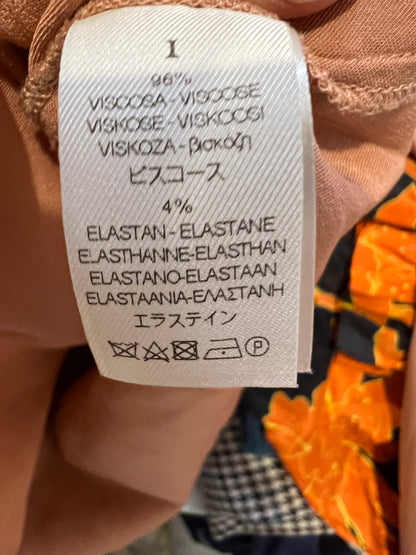 I
96%
VISCOSA - VISCOSE
VISKOSE - VISKOOSI
VISKOZA - βισκόζη
ビスコース
4%
ELASTAN - ELASTANE
ELASTHANNE-ELASTHAN
ELASTANO-ELASTAAN
ELASTAANIA-ΕΛΑΣΤΑΝΗ
エラステイン
P